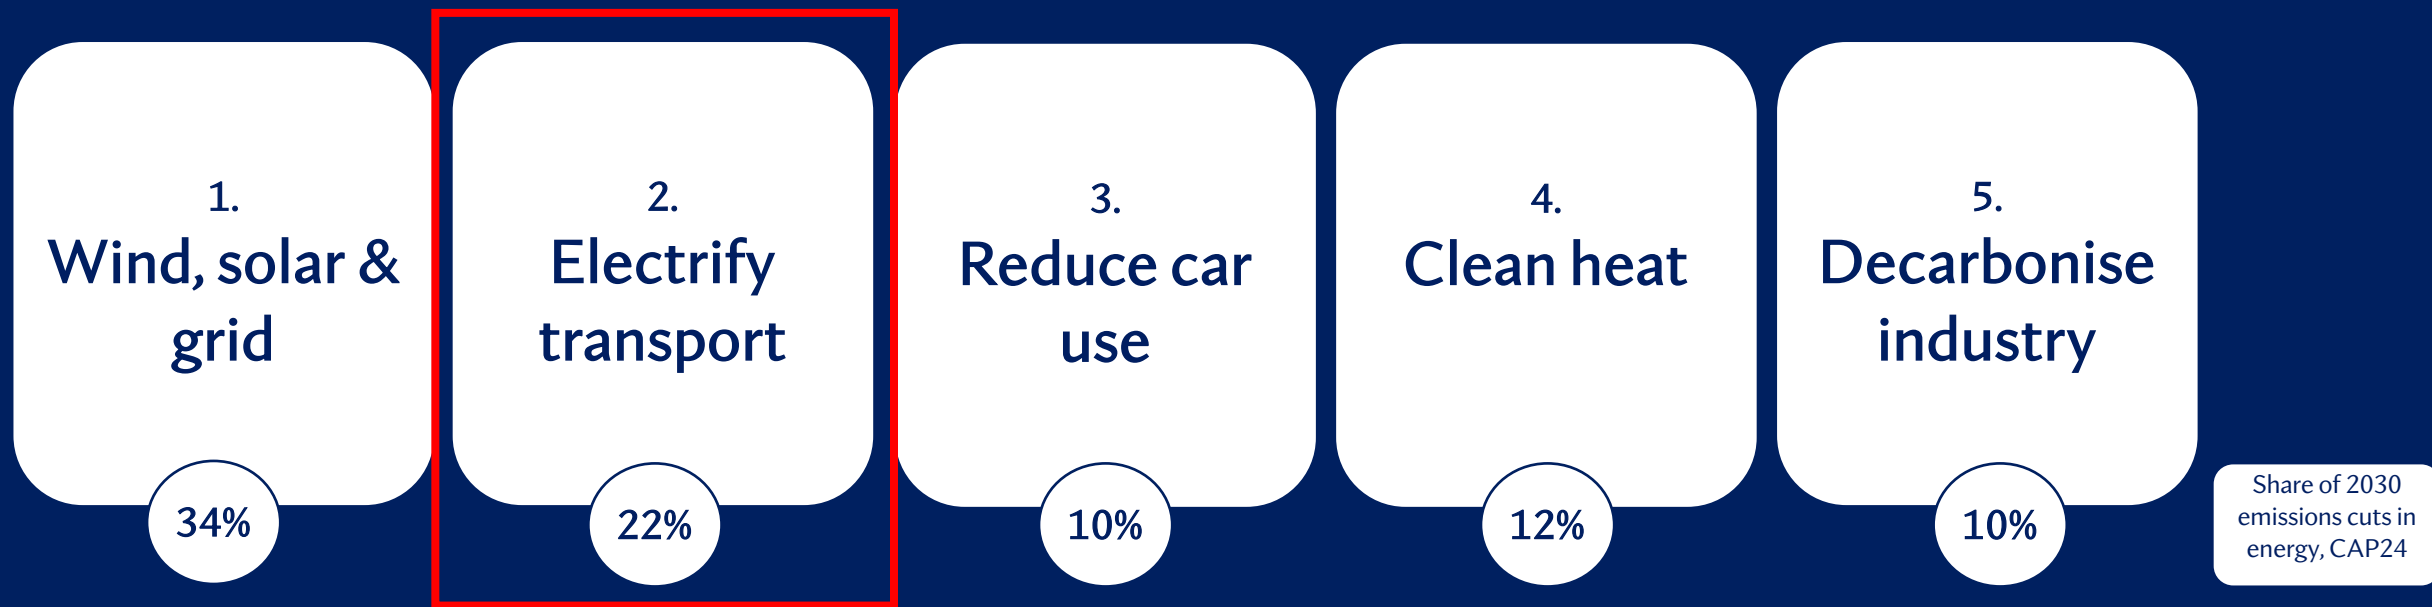 1.
Wind, solar &
grid
34%
2.
Electrify
transport
22%
3.
Reduce car
use
10%
4.
Clean heat
12%
5.
Decarbonise
industry
10%
Share of 2030
emissions cuts in
energy, CAP24